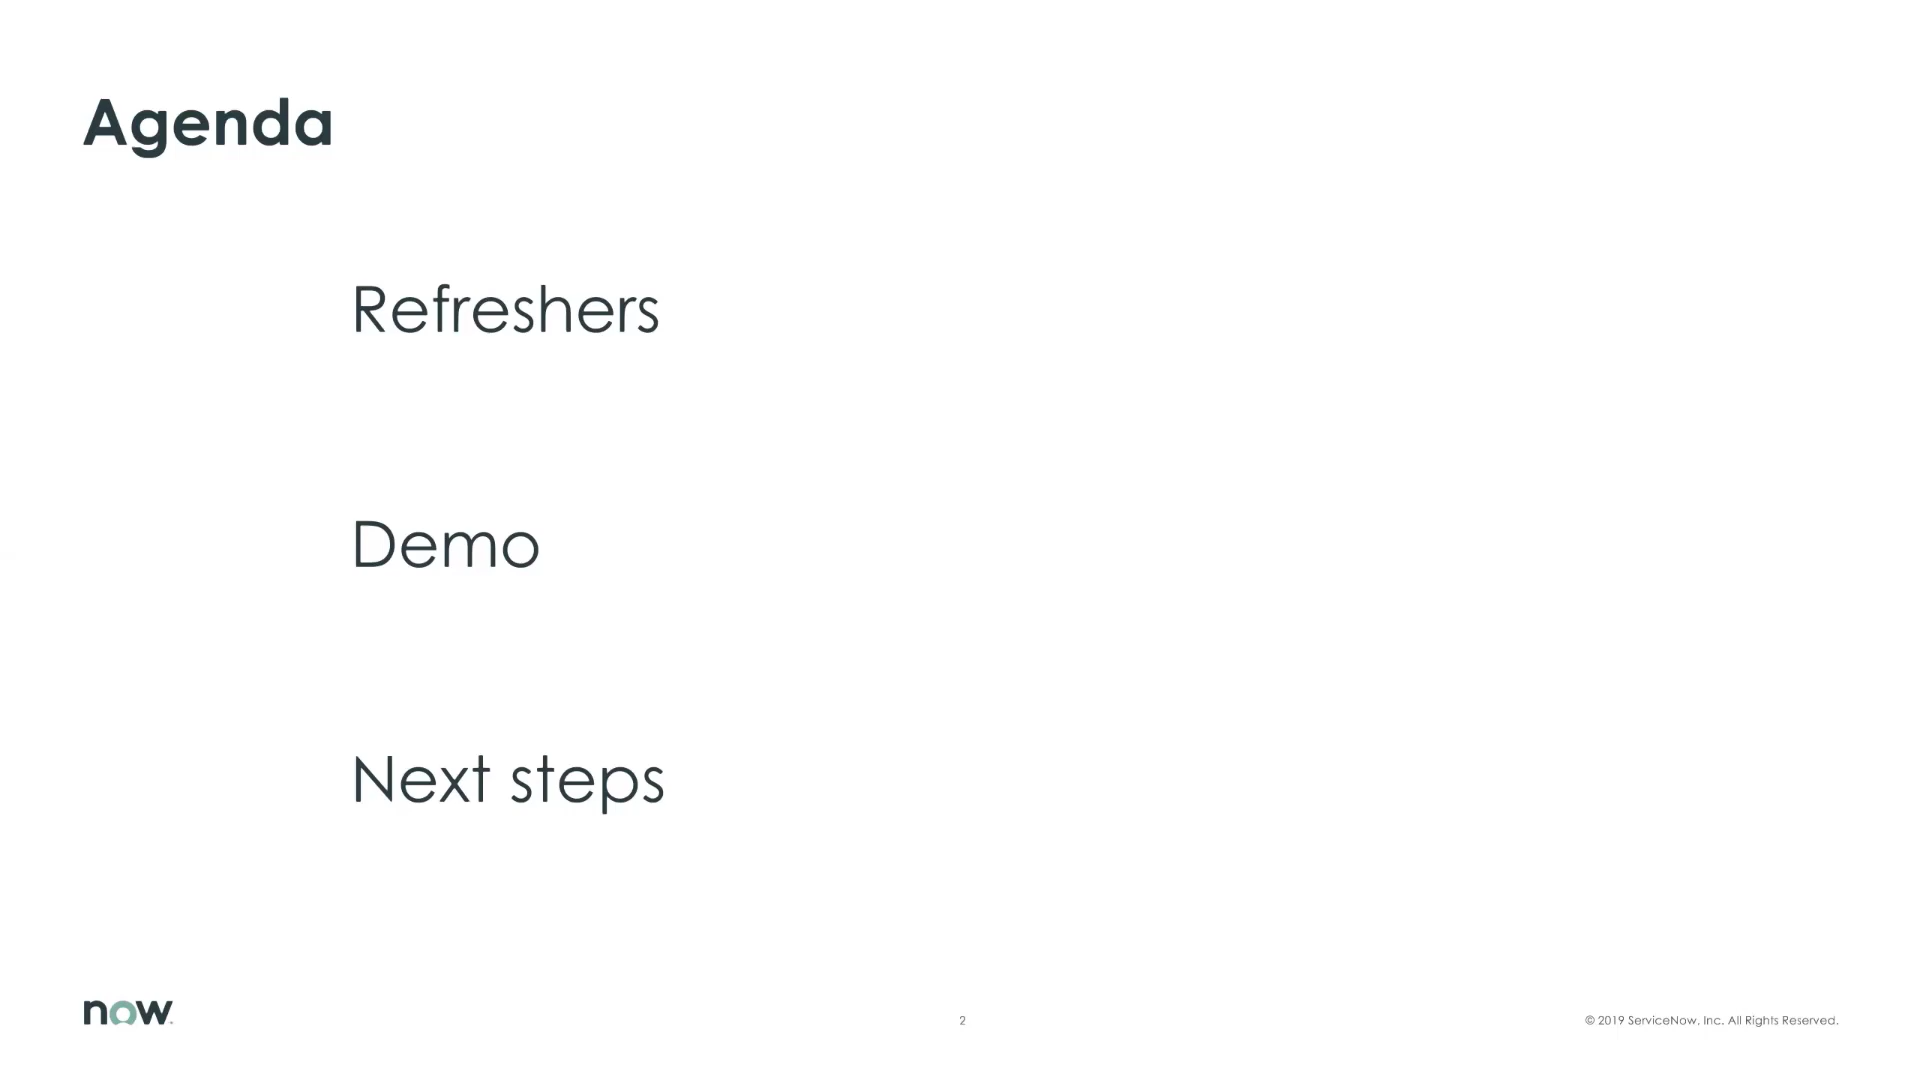 Agenda
Refreshers
Demo
Next steps
now.
2
© 2019 ServiceNow, Inc. All Rights Reserved.